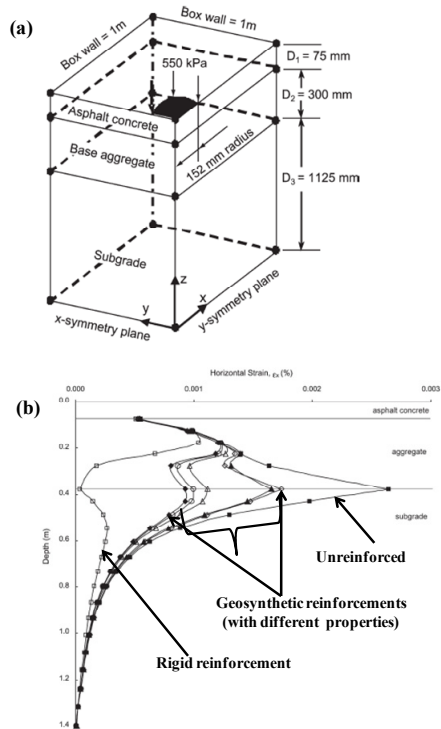 (a)
Box wall = 1m
Box wall = 1m
550 kPa
D1 = 75 mm
D2 = 300 mm
Asphalt concrete
Base aggregate
152 mm radius
D3 = 1125 mm
Subgrade
z
y
x
x-symmetry plane
y-symmetry plane
Horizontal Strain, εx (%)
0.000
0.001
0.002
0.003
(b)
0.0
asphalt concrete
0.2
aggregate
0.4
subgrade
Unreinforced
0.6
Depth (m)
Geosynthetic reinforcements
(with different properties)
0.8
Rigid reinforcement
1.0
1.2
1.4